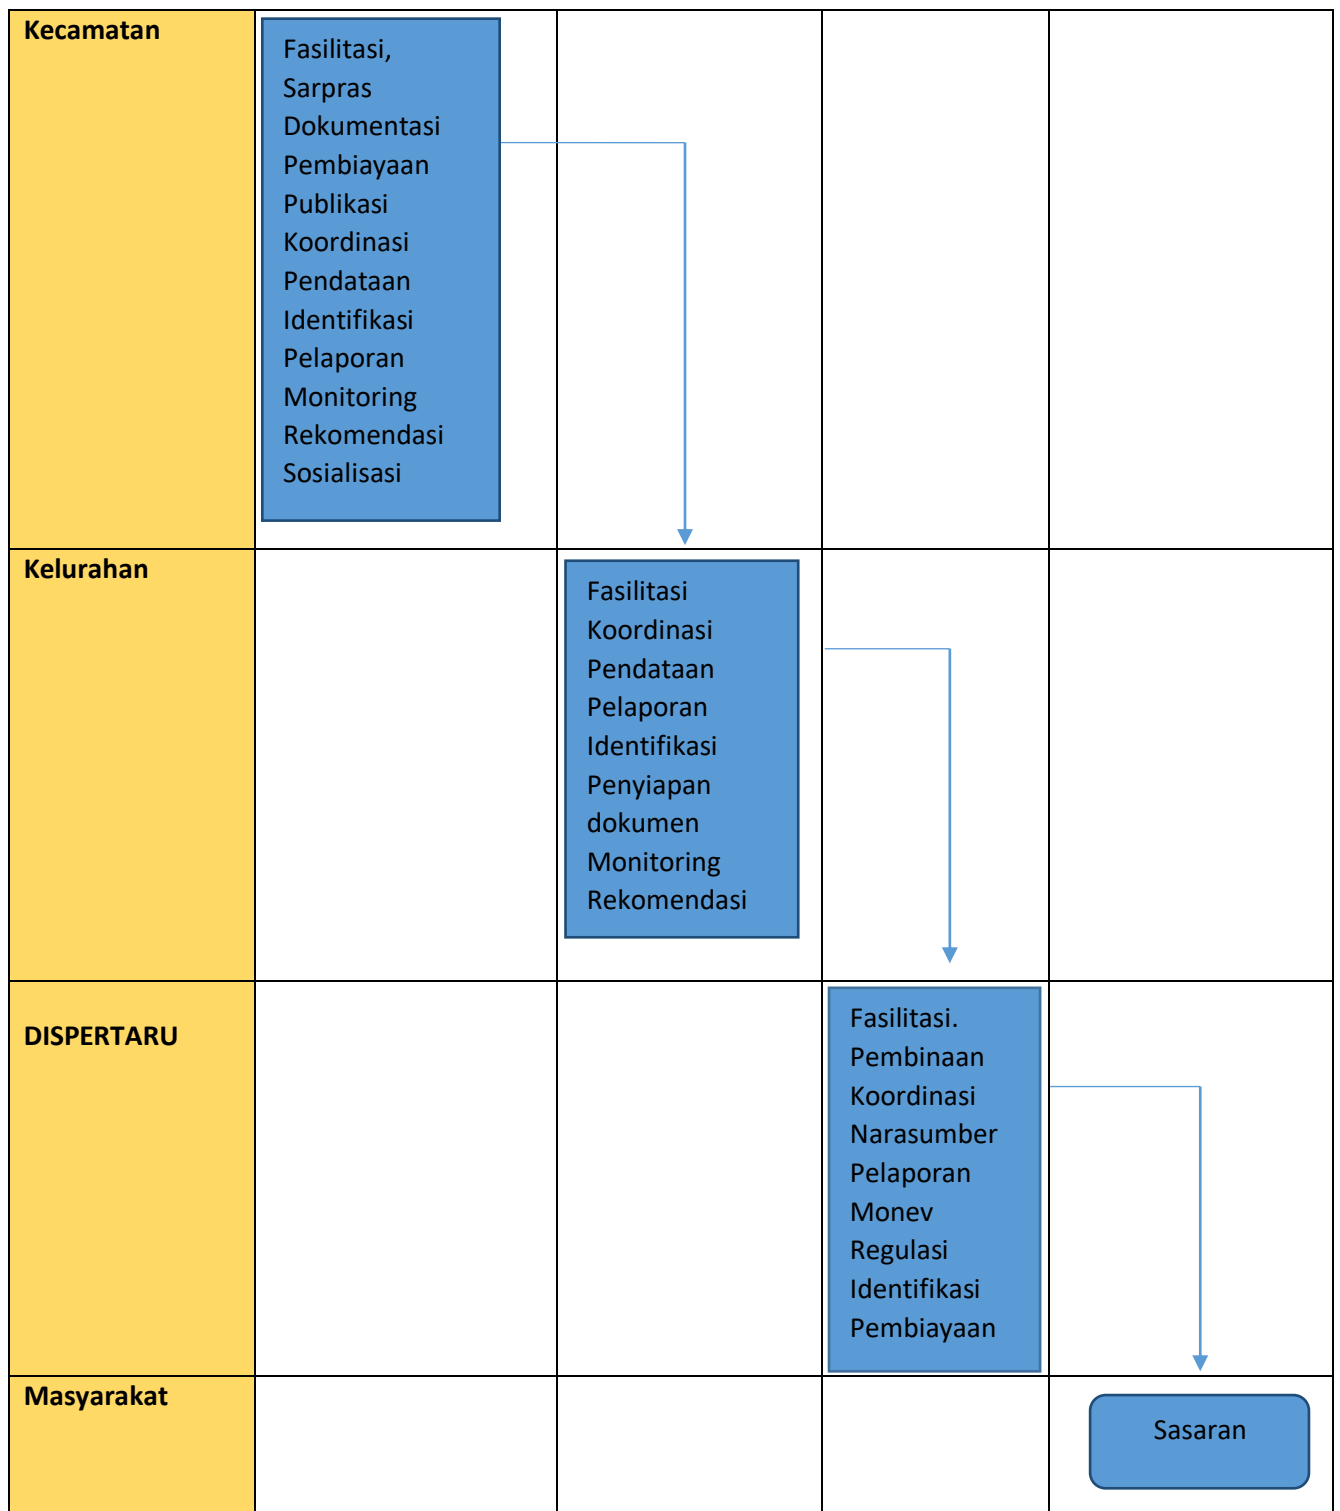 Kecamatan
Fasilitasi,
Sarpras
Dokumentasi
Pembiayaan
Publikasi
Koordinasi
Pendataan
Identifikasi
Pelaporan
Monitoring
Rekomendasi
Sosialisasi
Kelurahan
Fasilitasi
Koordinasi
Pendataan
Pelaporan
Identifikasi
Penyiapan
dokumen
Monitoring
Rekomendasi
DISPERTARU
Fasilitasi.
Pembinaan
Koordinasi
Narasumber
Pelaporan
Monev
Regulasi
Identifikasi
Pembiayaan
Masyarakat
Sasaran